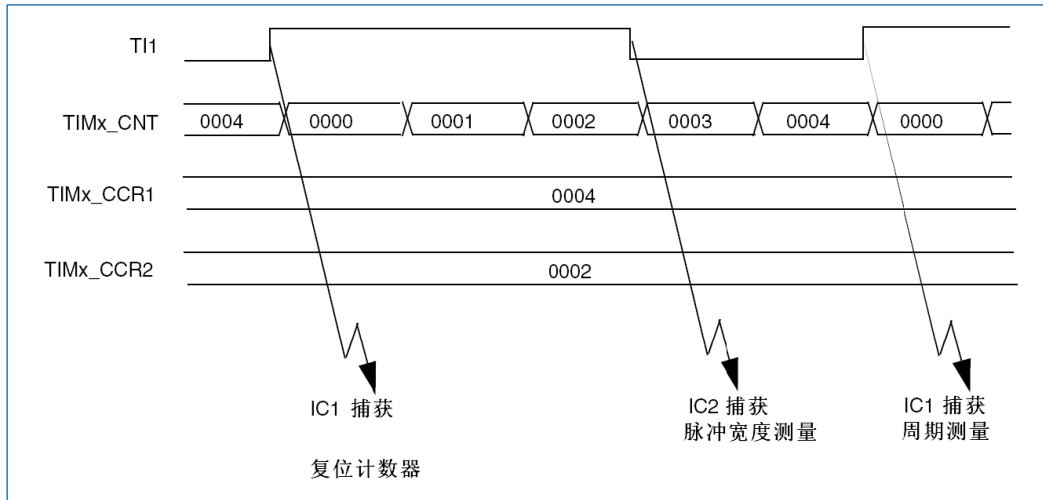 TI1
TIMx_CNT
0004
0000
0001
0002
0003
0004
0000
TIMx_CCR1
0004
TIMx_CCR2
0002
IC1 捕获
复位计数器
IC2 捕获
脉冲宽度测量
IC1 捕获
周期测量